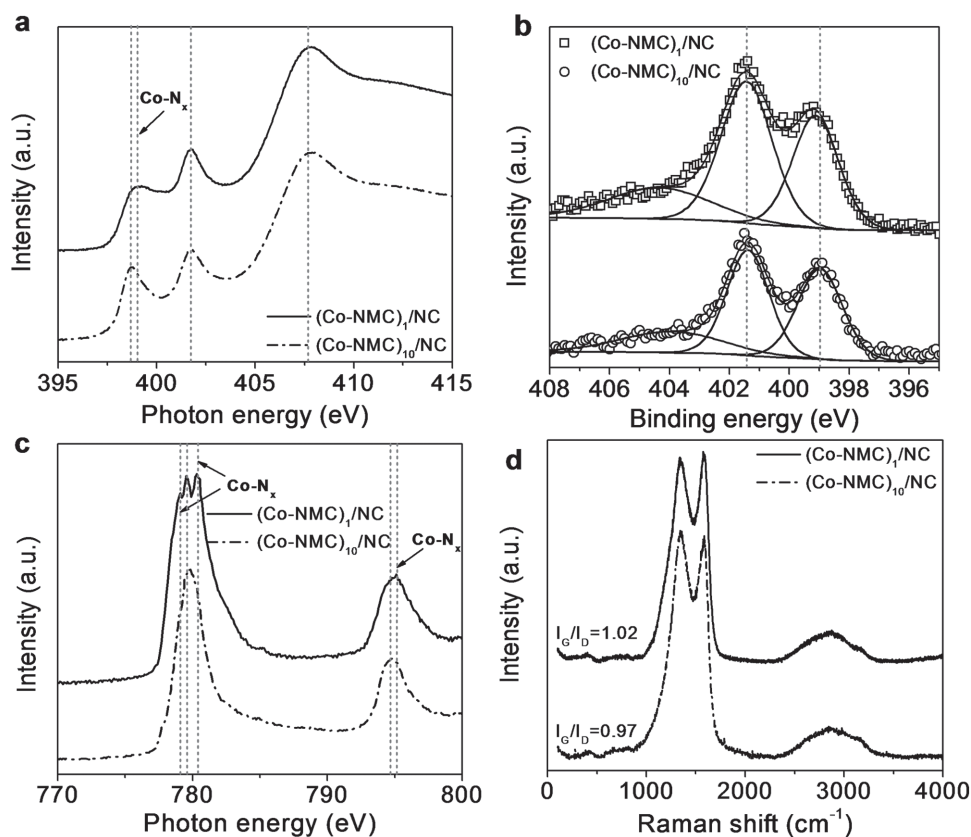 a
Co-Nₓ
Intensity (a.u.)
(Co-NMC)₁/NC
(Co-NMC)₁₀/NC
395 400 405 410 415
Photon energy (eV)
b
(Co-NMC)₁/NC
(Co-NMC)₁₀/NC
Intensity (a.u.)
408 406 404 402 400 398 396
Binding energy (eV)
c
Co-Nₓ
(Co-NMC)₁/NC
(Co-NMC)₁₀/NC
Co-Nₓ
Intensity (a.u.)
770 780 790 800
Photon energy (eV)
d
(Co-NMC)₁/NC
(Co-NMC)₁₀/NC
Intensity (a.u.)
I_G/I_D=1.02
I_G/I_D=0.97
0 1000 2000 3000 4000
Raman shift (cm⁻¹)